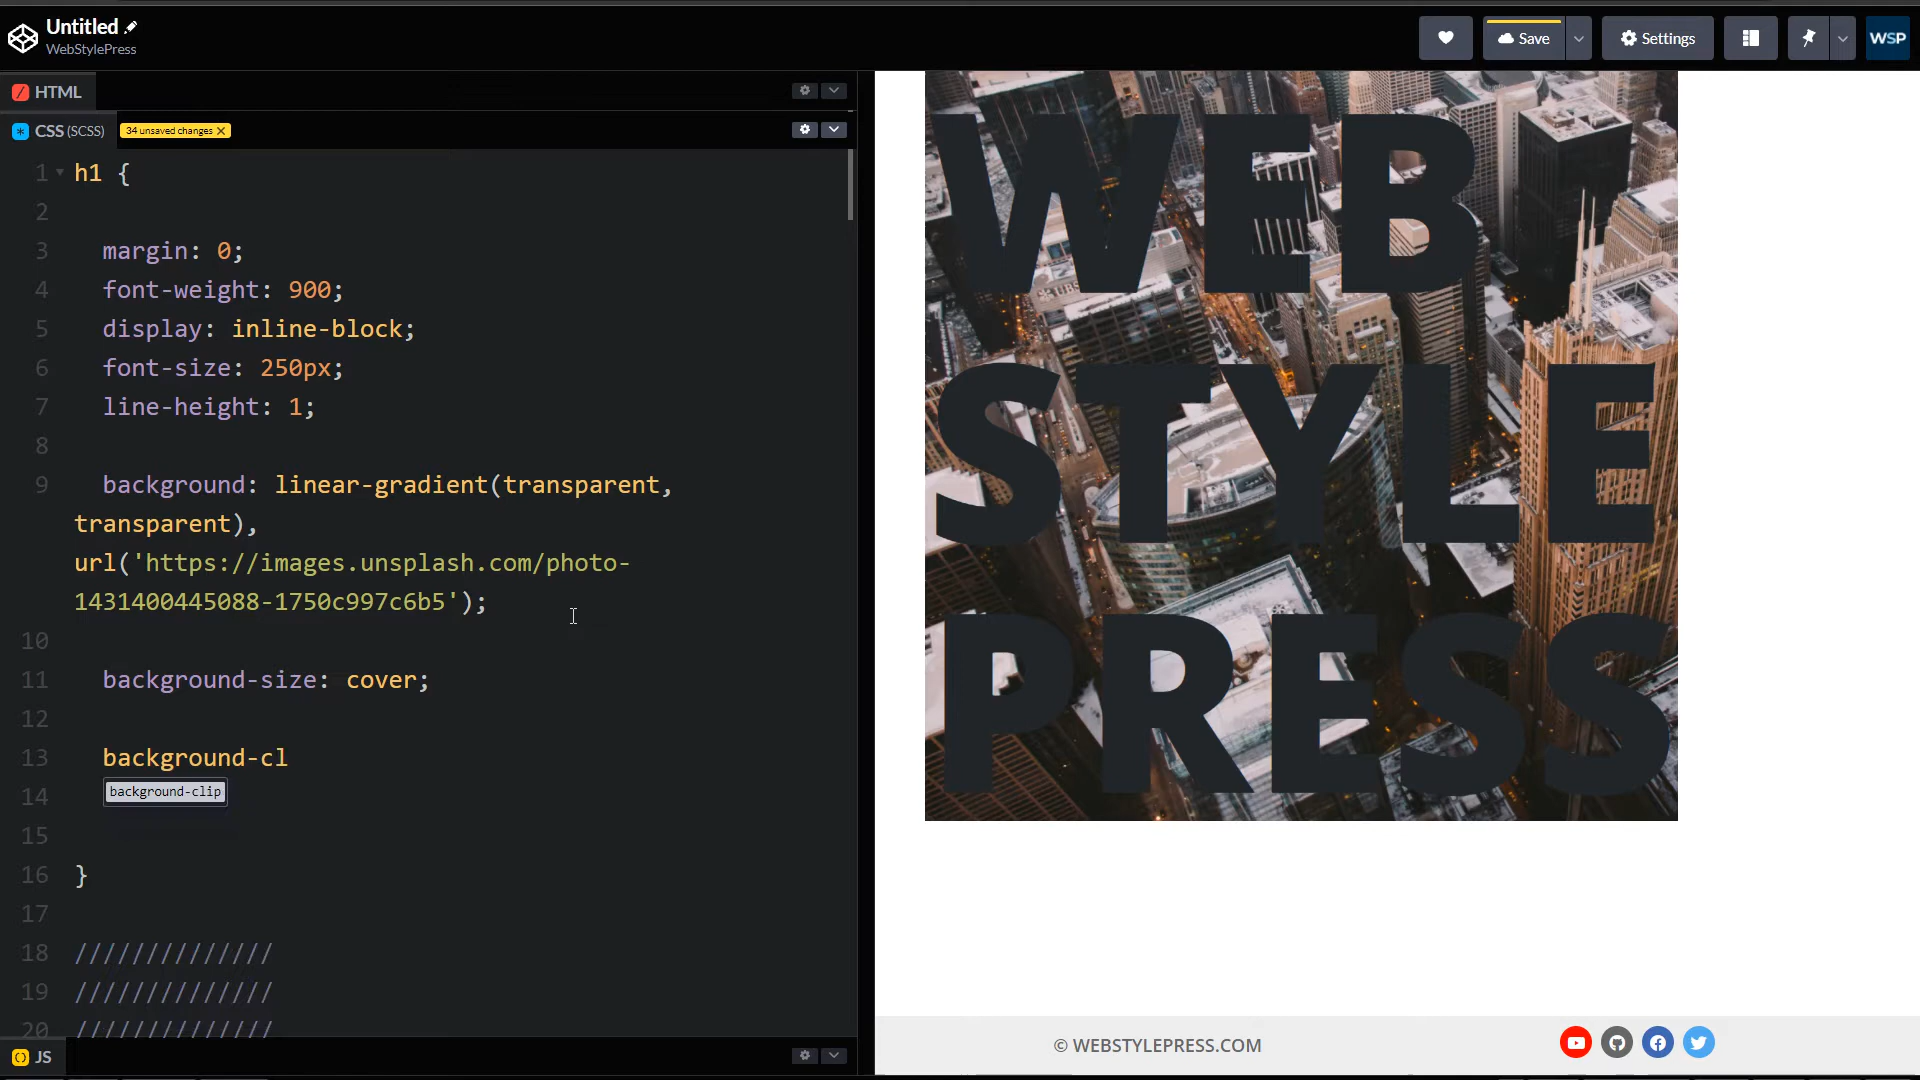 Untitled
WebStylePress
Save
Settings
WSP
HTML
CSS (SCSS)
34 unsaved changes X
1 h1 {
2
3 margin: 0;
4 font-weight: 900;
5 display: inline-block;
6 font-size: 250px;
7 line-height: 1;
8
9 background: linear-gradient(transparent,
transparent),
url('https://images.unsplash.com/photo-
1431400445088-1750c997c6b5');
10
11 background-size: cover;
12
13 background-cl
14 background-clip
15
16 }
17
18 //////////////
19 //////////////
20 //////////////
JS
WEB
STYLE
PRESS
© WEBSTYLEPRESS.COM